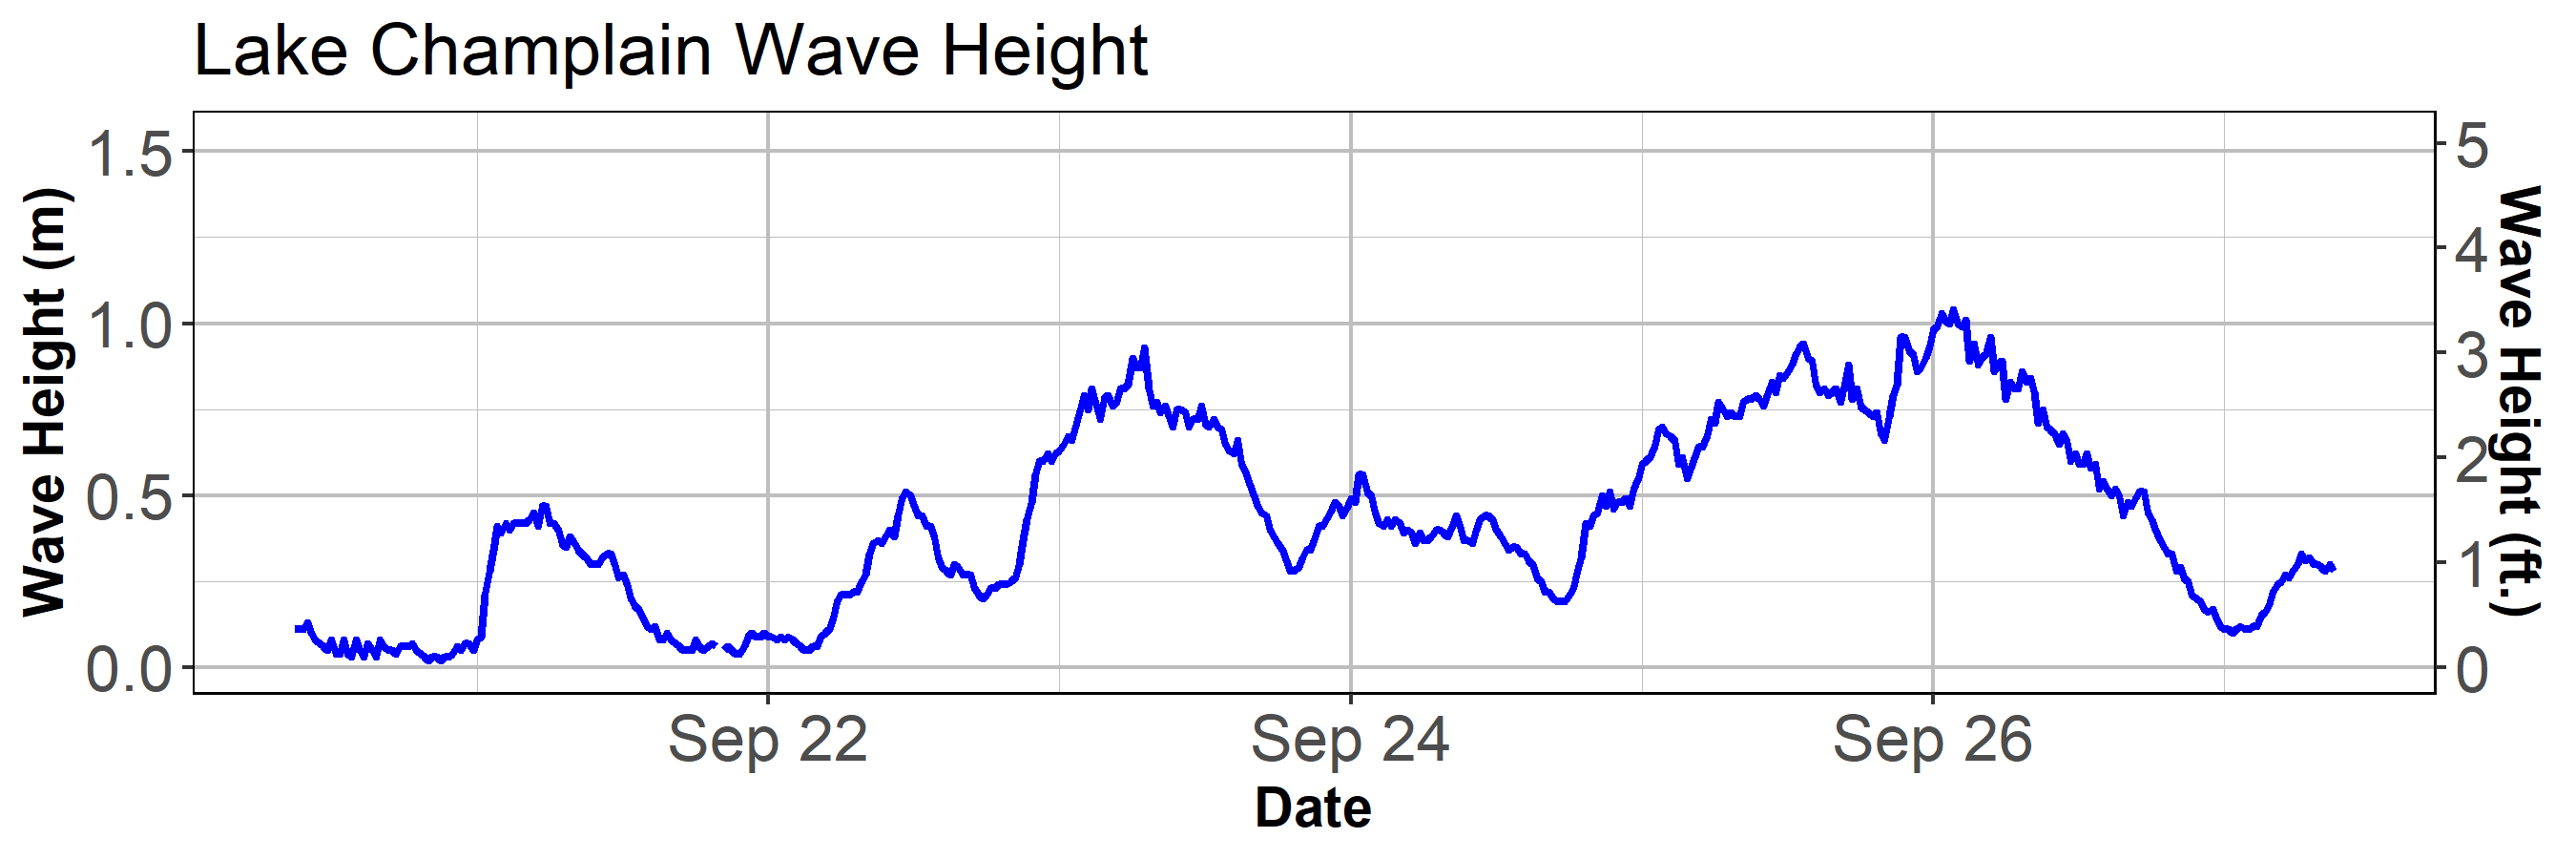 Lake Champlain Wave Height
Wave Height (m)
1.5
1.0
0.5
0.0
5
4
3
2
1
0
Wave Height (ft.)
Sep 22
Sep 24
Sep 26
Date